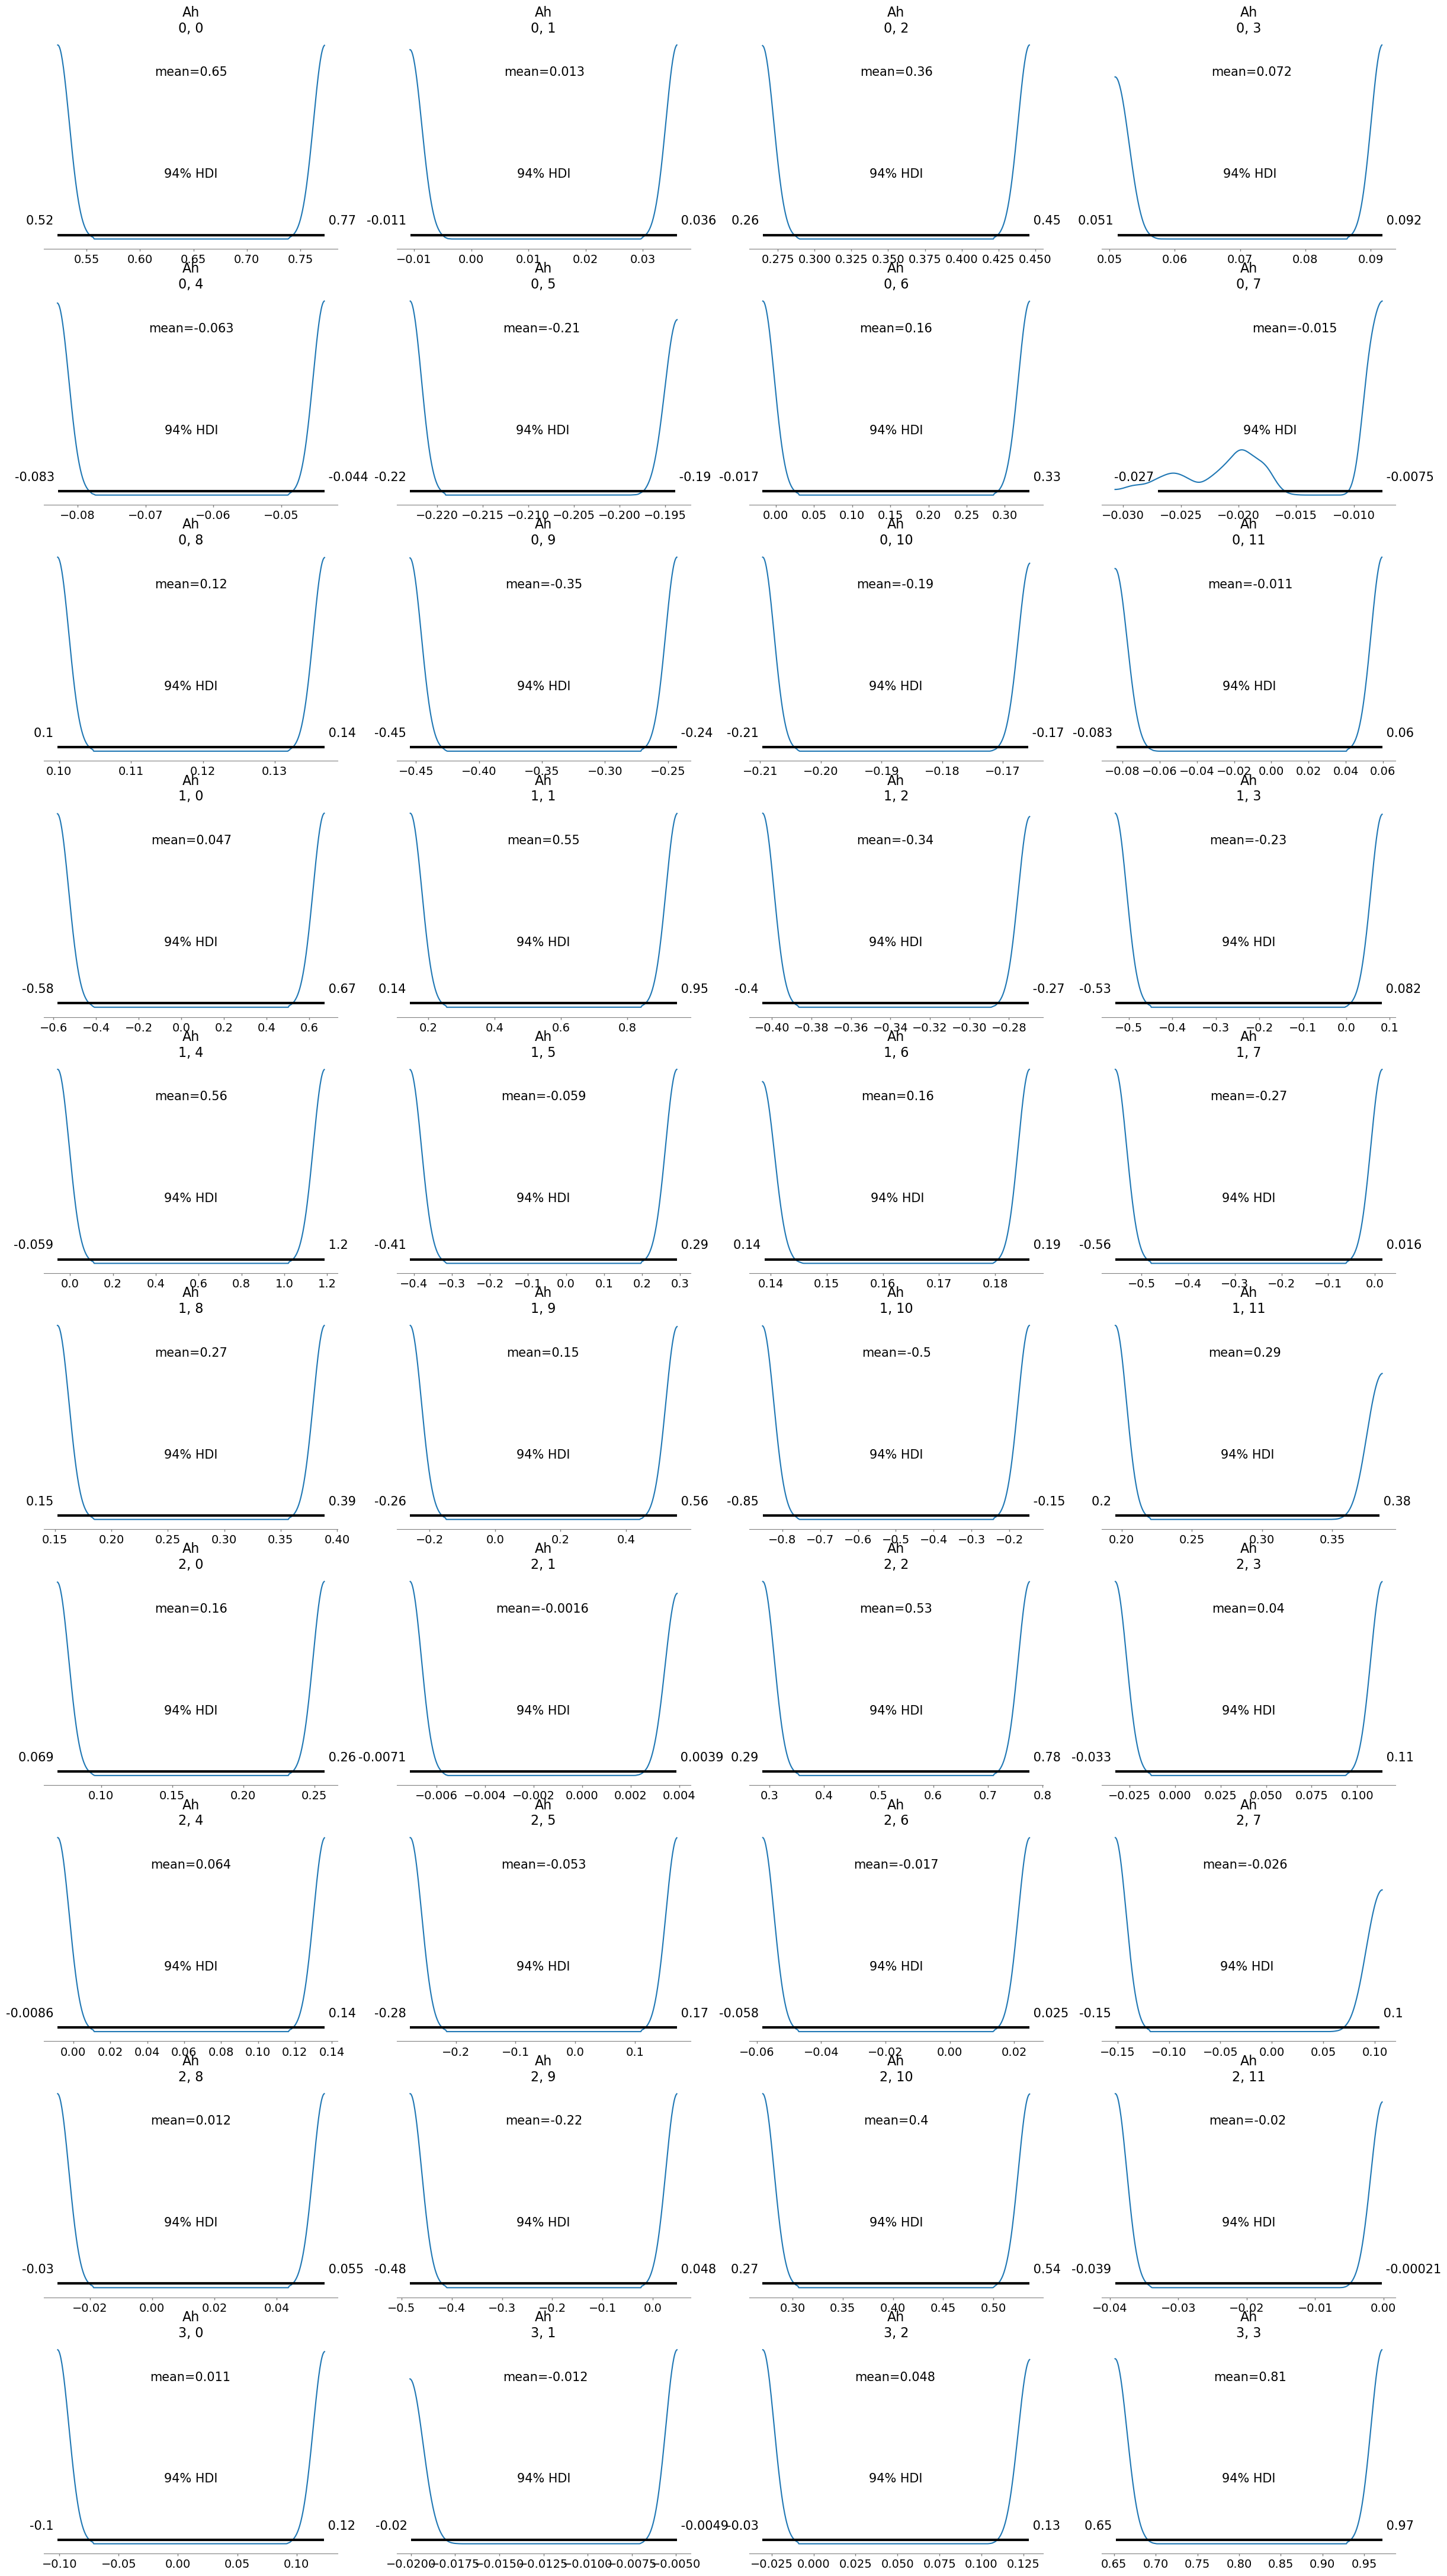 Ah
0, 0
mean=0.65
94% HDI
0.52
0.77
0.55 0.60 0.65 0.70 0.75
Ah
0, 1
mean=0.013
94% HDI
-0.011
0.036
−0.01 0.00 0.01 0.02 0.03
Ah
0, 2
mean=0.36
94% HDI
0.26
0.45
0.275 0.300 0.325 0.350 0.375 0.400 0.425 0.450
Ah
0, 3
mean=0.072
94% HDI
0.051
0.092
0.05 0.06 0.07 0.08 0.09
Ah
0, 4
mean=-0.063
94% HDI
-0.083
-0.044
−0.08 −0.07 −0.06 −0.05
Ah
0, 5
mean=-0.21
94% HDI
-0.22
-0.19
−0.220 −0.215 −0.210 −0.205 −0.200 −0.195
Ah
0, 6
mean=0.16
94% HDI
-0.017
0.33
0.00 0.05 0.10 0.15 0.20 0.25 0.30
Ah
0, 7
mean=-0.015
94% HDI
-0.027
-0.0075
−0.030 −0.025 −0.020 −0.015 −0.010
Ah
0, 8
mean=0.12
94% HDI
0.1
0.14
0.10 0.11 0.12 0.13
Ah
0, 9
mean=-0.35
94% HDI
-0.45
-0.24
−0.45 −0.40 −0.35 −0.30 −0.25
Ah
0, 10
mean=-0.19
94% HDI
-0.21
-0.17
−0.21 −0.20 −0.19 −0.18 −0.17
Ah
0, 11
mean=-0.011
94% HDI
-0.083
0.06
−0.08 −0.06 −0.04 −0.02 0.00 0.02 0.04 0.06
Ah
1, 0
mean=0.047
94% HDI
-0.58
0.67
−0.6 −0.4 −0.2 0.0 0.2 0.4 0.6
Ah
1, 1
mean=0.55
94% HDI
0.14
0.95
0.2 0.4 0.6 0.8
Ah
1, 2
mean=-0.34
94% HDI
-0.4
-0.27
−0.40 −0.38 −0.36 −0.34 −0.32 −0.30 −0.28
Ah
1, 3
mean=-0.23
94% HDI
-0.53
0.082
−0.5 −0.4 −0.3 −0.2 −0.1 0.0 0.1
Ah
1, 4
mean=0.56
94% HDI
-0.059
1.2
0.0 0.2 0.4 0.6 0.8 1.0 1.2
Ah
1, 5
mean=-0.059
94% HDI
-0.41
0.29
−0.4 −0.3 −0.2 −0.1 0.0 0.1 0.2 0.3
Ah
1, 6
mean=0.16
94% HDI
0.14
0.19
0.14 0.15 0.16 0.17 0.18
Ah
1, 7
mean=-0.27
94% HDI
-0.56
0.016
−0.5 −0.4 −0.3 −0.2 −0.1 0.0
Ah
1, 8
mean=0.27
94% HDI
0.15
0.39
0.15 0.20 0.25 0.30 0.35 0.40
Ah
1, 9
mean=0.15
94% HDI
-0.26
0.56
−0.2 0.0 0.2 0.4
Ah
1, 10
mean=-0.5
94% HDI
-0.85
-0.15
−0.8 −0.7 −0.6 −0.5 −0.4 −0.3 −0.2
Ah
1, 11
mean=0.29
94% HDI
0.2
0.38
0.20 0.25 0.30 0.35
Ah
2, 0
mean=0.16
94% HDI
0.069
0.26
0.10 0.15 0.20 0.25
Ah
2, 1
mean=-0.0016
94% HDI
-0.0071
0.0039
−0.006 −0.004 −0.002 0.000 0.002 0.004
Ah
2, 2
mean=0.53
94% HDI
0.29
0.78
0.3 0.4 0.5 0.6 0.7 0.8
Ah
2, 3
mean=0.04
94% HDI
-0.033
0.11
−0.025 0.000 0.025 0.050 0.075 0.100
Ah
2, 4
mean=0.064
94% HDI
-0.0086
0.14
0.00 0.02 0.04 0.06 0.08 0.10 0.12 0.14
Ah
2, 5
mean=-0.053
94% HDI
-0.28
0.17
−0.2 −0.1 0.0 0.1
Ah
2, 6
mean=-0.017
94% HDI
-0.058
0.025
−0.06 −0.04 −0.02 0.00 0.02
Ah
2, 7
mean=-0.026
94% HDI
-0.15
0.1
−0.15 −0.10 −0.05 0.00 0.05 0.10
Ah
2, 8
mean=0.012
94% HDI
-0.03
0.055
−0.02 0.00 0.02 0.04
Ah
2, 9
mean=-0.22
94% HDI
-0.48
0.048
−0.5 −0.4 −0.3 −0.2 −0.1 0.0
Ah
2, 10
mean=0.4
94% HDI
0.27
0.54
0.30 0.35 0.40 0.45 0.50
Ah
2, 11
mean=-0.02
94% HDI
-0.039
-0.00021
−0.04 −0.03 −0.02 −0.01 0.00
Ah
3, 0
mean=0.011
94% HDI
-0.1
0.12
−0.10 −0.05 0.00 0.05 0.10
Ah
3, 1
mean=-0.012
94% HDI
-0.02
-0.0049
−0.0200 −0.0175 −0.0150 −0.0125 −0.0100 −0.0075 −0.0050
Ah
3, 2
mean=0.048
94% HDI
-0.03
0.13
−0.025 0.000 0.025 0.050 0.075 0.100 0.125
Ah
3, 3
mean=0.81
94% HDI
0.65
0.97
0.65 0.70 0.75 0.80 0.85 0.90 0.95